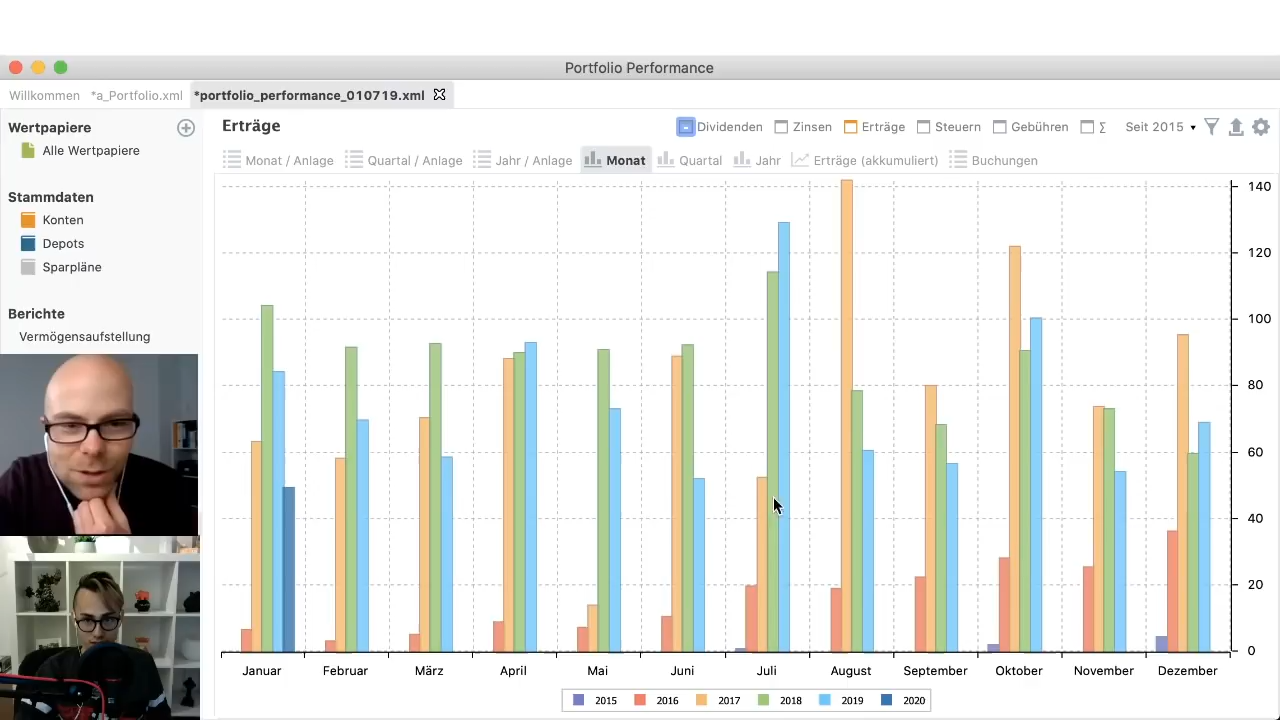 Portfolio Performance
Willkommen *a_Portfolio.xml *portfolio_performance_010719.xml
Wertpapiere
Alle Wertpapiere
Stammdaten
Konten
Depots
Sparpläne
Berichte
Vermögensaufstellung
Erträge
Dividenden Zinsen Erträge Steuern Gebühren Σ Seit 2015
Monat / Anlage Quartal / Anlage Jahr / Anlage Monat Quartal Jahr Erträge (akkumuliert) Buchungen
140
120
100
80
60
40
20
0
Januar Februar März April Mai Juni Juli August September Oktober November Dezember
2015 2016 2017 2018 2019 2020